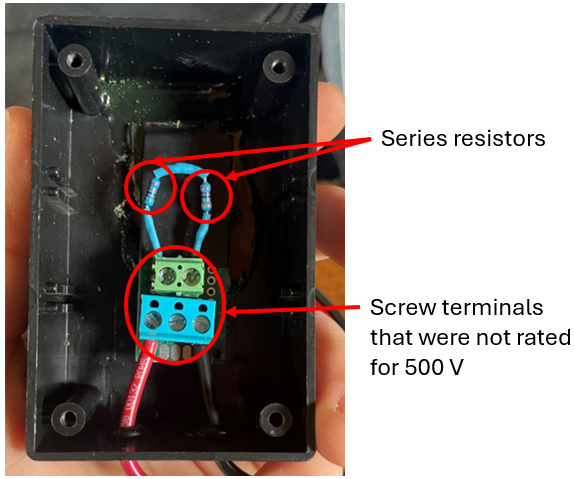 Series resistors
Screw terminals
that were not rated
for 500 V